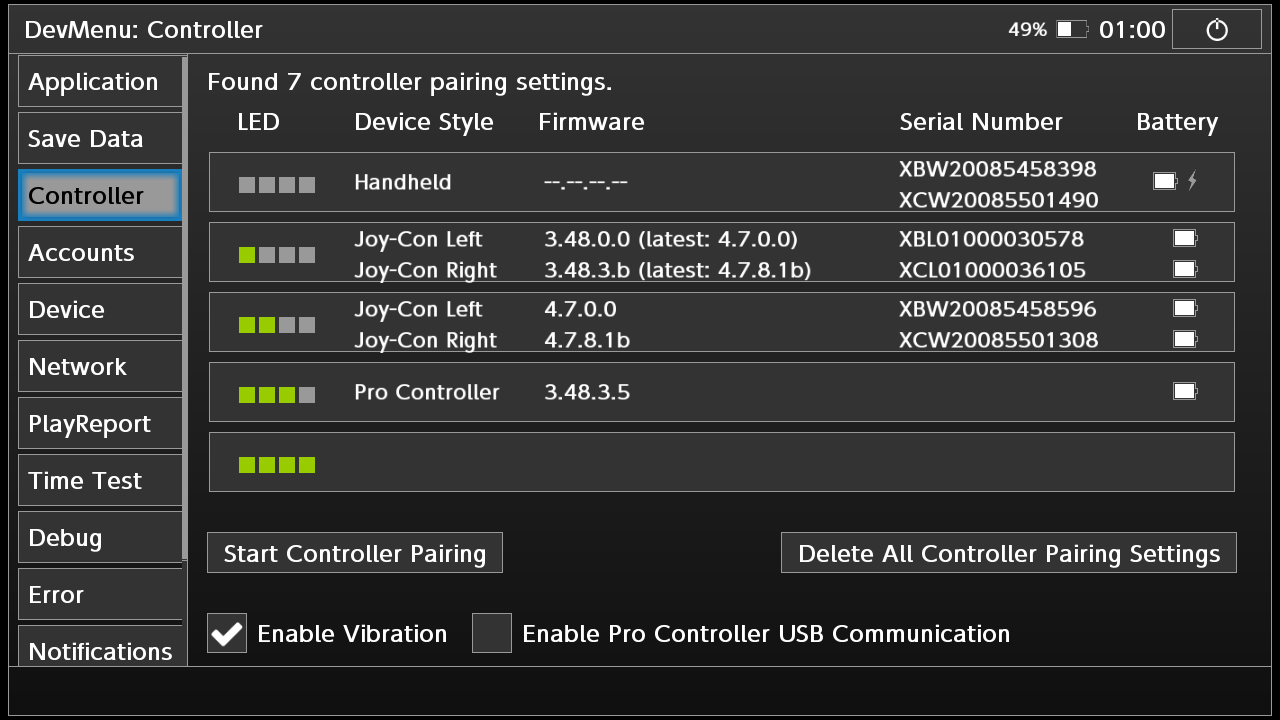 DevMenu: Controller
49% 01:00
Application
Save Data
Controller
Accounts
Device
Network
PlayReport
Time Test
Debug
Error
Notifications
Found 7 controller pairing settings.
LED Device Style Firmware Serial Number Battery
Handheld --.--.--.-- XBW20085458398
XCW20085501490
Joy-Con Left 3.48.0.0 (latest: 4.7.0.0) XBL01000030578
Joy-Con Right 3.48.3.b (latest: 4.7.8.1b) XCL01000036105
Joy-Con Left 4.7.0.0 XBW20085458596
Joy-Con Right 4.7.8.1b XCW20085501308
Pro Controller 3.48.3.5
Start Controller Pairing Delete All Controller Pairing Settings
Enable Vibration Enable Pro Controller USB Communication